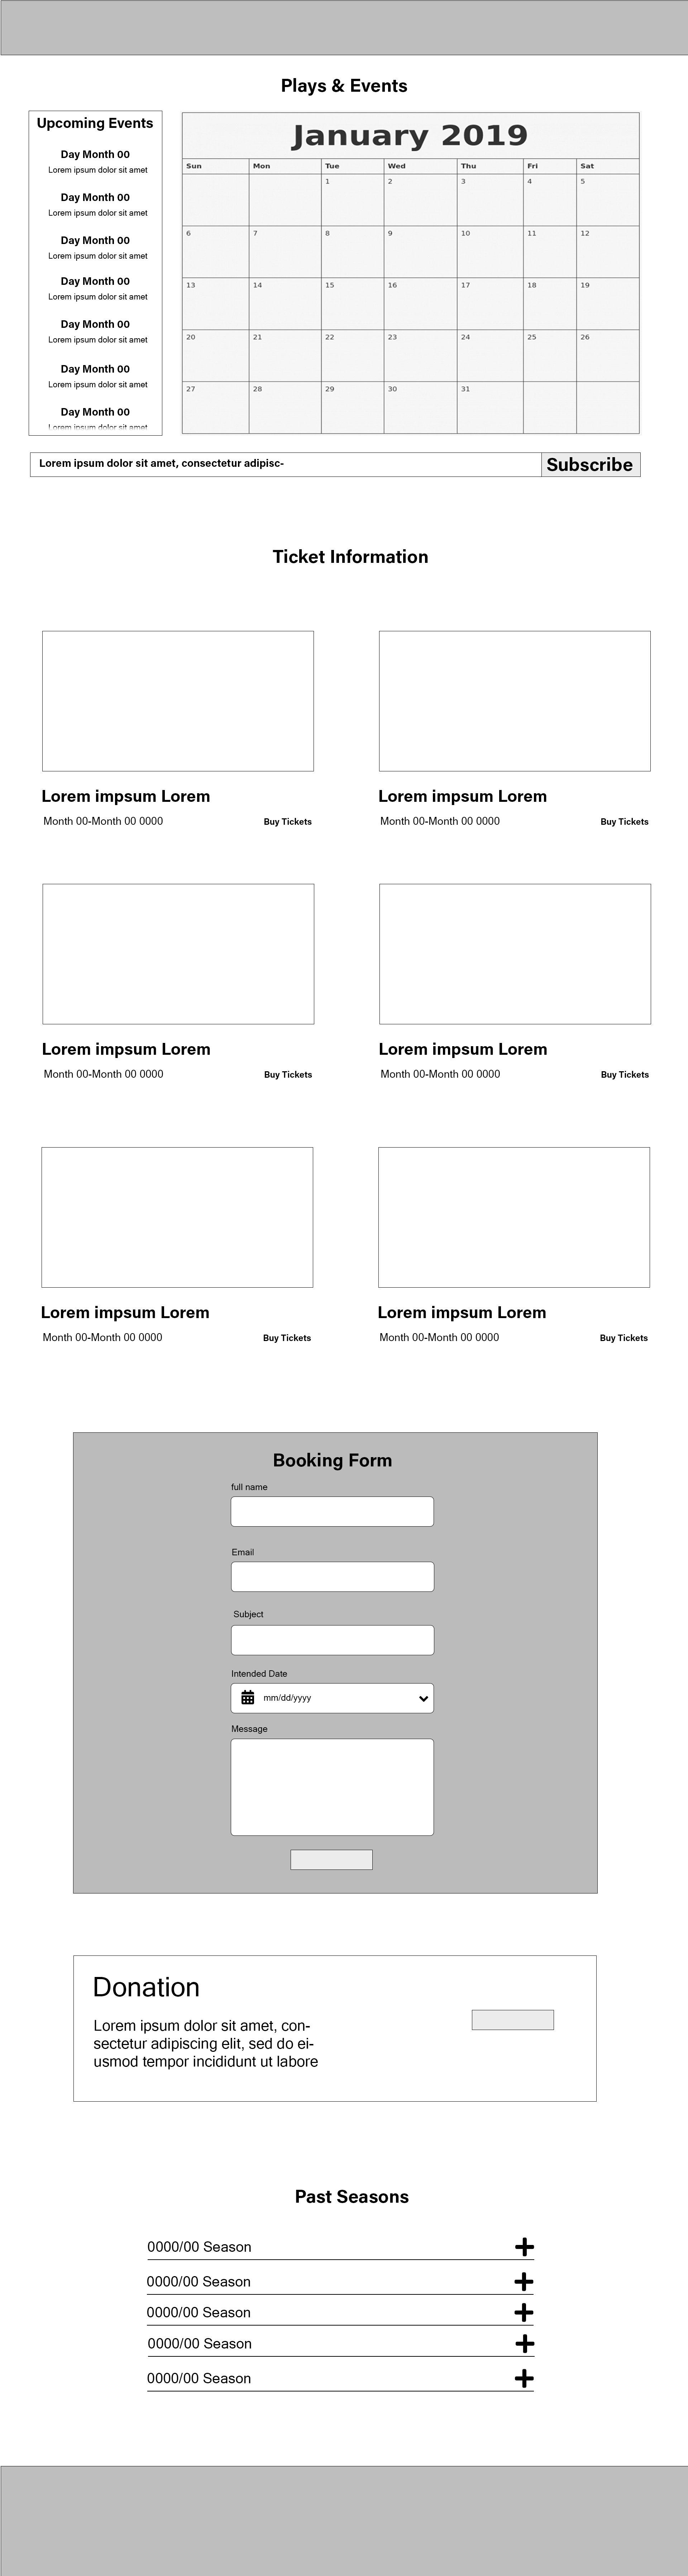 Plays & Events
Upcoming Events
Day Month 00
Lorem ipsum dolor sit amet
Day Month 00
Lorem ipsum dolor sit amet
Day Month 00
Lorem ipsum dolor sit amet
Day Month 00
Lorem ipsum dolor sit amet
Day Month 00
Lorem ipsum dolor sit amet
Day Month 00
Lorem ipsum dolor sit amet
Day Month 00
Lorem ipsum dolor sit amet
January 2019
Sun Mon Tue Wed Thu Fri Sat
1 2 3 4 5
6 7 8 9 10 11 12
13 14 15 16 17 18 19
20 21 22 23 24 25 26
27 28 29 30 31
Lorem ipsum dolor sit amet, consectetur adipisc-
Subscribe
Ticket Information
Lorem impsum Lorem
Month 00-Month 00 0000 Buy Tickets
Lorem impsum Lorem
Month 00-Month 00 0000 Buy Tickets
Lorem impsum Lorem
Month 00-Month 00 0000 Buy Tickets
Lorem impsum Lorem
Month 00-Month 00 0000 Buy Tickets
Lorem impsum Lorem
Month 00-Month 00 0000 Buy Tickets
Lorem impsum Lorem
Month 00-Month 00 0000 Buy Tickets
Booking Form
full name
Email
Subject
Intended Date
mm/dd/yyyy
Message
Donation
Lorem ipsum dolor sit amet, con-
sectetur adipiscing elit, sed do ei-
usmod tempor incididunt ut labore
Past Seasons
0000/00 Season
0000/00 Season
0000/00 Season
0000/00 Season
0000/00 Season